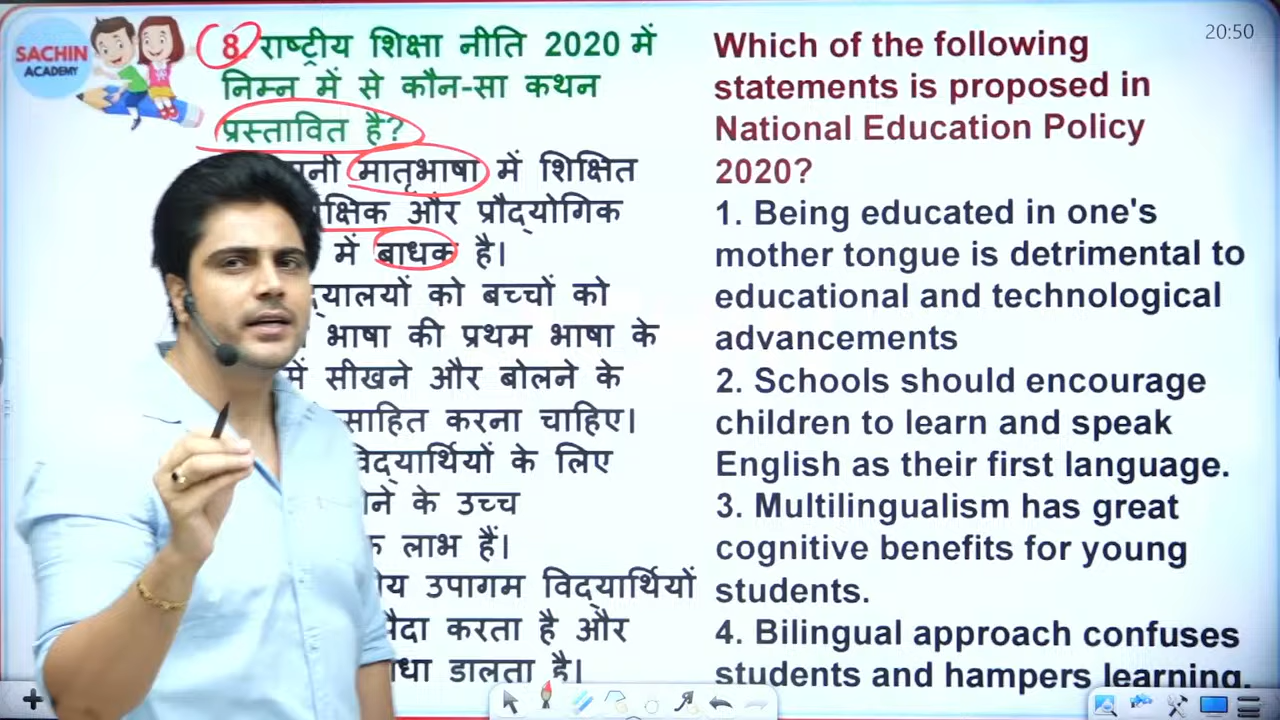 SACHIN
ACADEMY
8. राष्ट्रीय शिक्षा नीति 2020 में
निम्न में से कौन-सा कथन
प्रस्तावित है?
मातृभाषा में शिक्षित
और प्रौद्योगिक
में बाधक है।
को बच्चों को
भाषा की प्रथम भाषा के
में सीखने और बोलने के
करना चाहिए।
के लिए
के उच्च
लाभ हैं।
उपागम विद्यार्थियों
करता है और
डालता है।
20:50
Which of the following
statements is proposed in
National Education Policy
2020?
1. Being educated in one's
mother tongue is detrimental to
educational and technological
advancements
2. Schools should encourage
children to learn and speak
English as their first language.
3. Multilingualism has great
cognitive benefits for young
students.
4. Bilingual approach confuses
students and hampers learning.